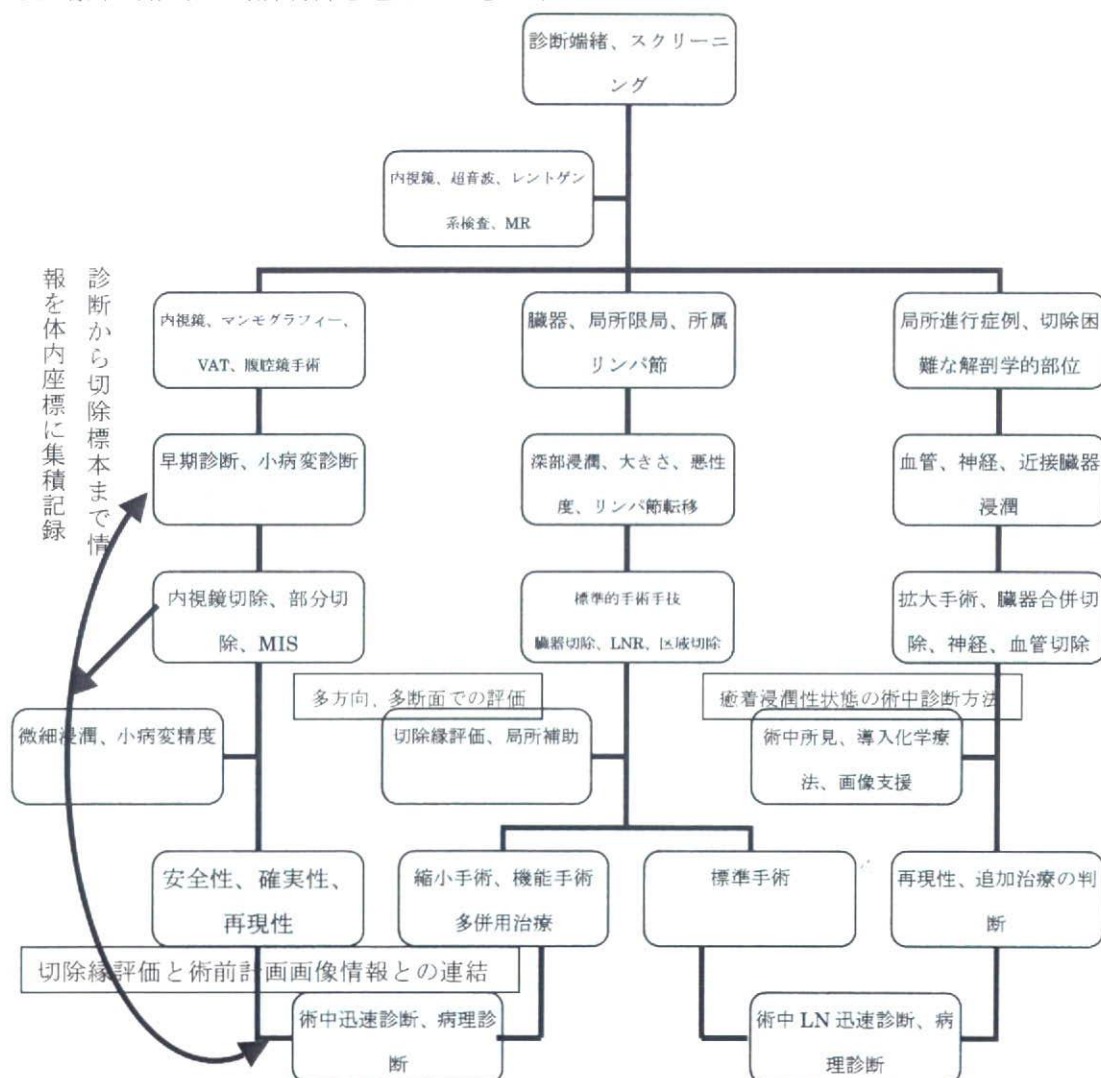 診断端緒、スクリーニ
ング
内視鏡、超音波、レントゲン
系検査、MR
診断から切除標本まで情
報を体内座標に集積記録
内視鏡、マンモグラフィー、
VAT、腹腔鏡手術
臓器、局所限局、所属
リンパ節
局所進行症例、切除困
難な解剖学的部位
早期診断、小病変診断
深部浸潤、大きさ、悪性
度、リンパ節転移
血管、神経、近接臓器
浸潤
内視鏡切除、部分切
除、MIS
標準的手術手技
臓器切除、LNR、区域切除
拡大手術、臓器合併切
除、神経、血管切除
多方向、多断面での評価
癒着浸潤性状態の術中診断方法
微細浸潤、小病変精度
切除縁評価、局所補助
術中所見、導入化学療
法、画像支援
安全性、確実性、
再現性
縮小手術、機能手術
多併用治療
標準手術
再現性、追加治療の判
断
切除縁評価と術前計画画像情報との連結
術中迅速診断、病理診
断
術中 LN 迅速診断、病
理診断